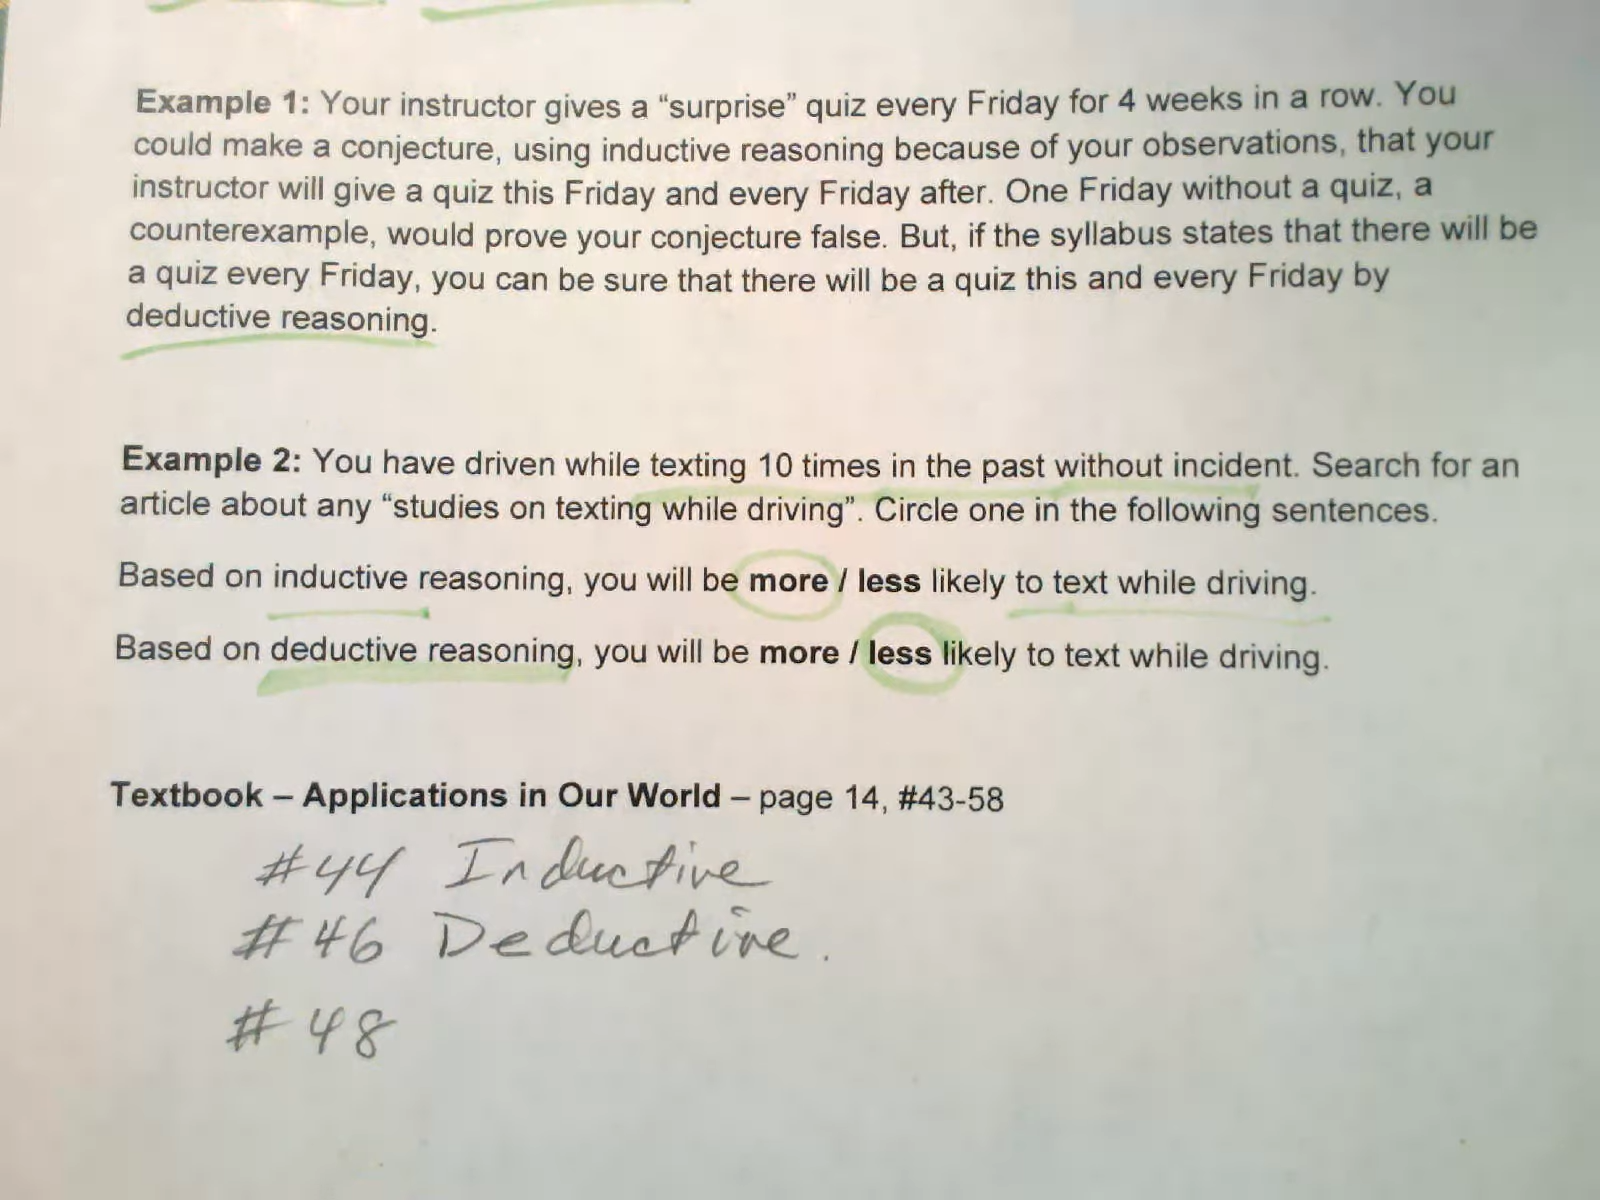 Example 1: Your instructor gives a “surprise” quiz every Friday for 4 weeks in a row. You
could make a conjecture, using inductive reasoning because of your observations, that your
instructor will give a quiz this Friday and every Friday after. One Friday without a quiz, a
counterexample, would prove your conjecture false. But, if the syllabus states that there will be
a quiz every Friday, you can be sure that there will be a quiz this and every Friday by
deductive reasoning.
Example 2: You have driven while texting 10 times in the past without incident. Search for an
article about any “studies on texting while driving”. Circle one in the following sentences.
Based on inductive reasoning, you will be more / less likely to text while driving.
Based on deductive reasoning, you will be more / less likely to text while driving.
Textbook – Applications in Our World – page 14, #43-58
#44 Inductive
#46 Deductive.
#48